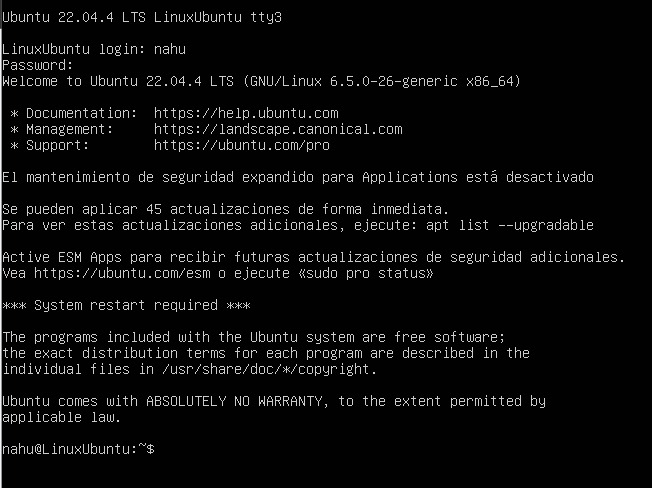 Ubuntu 22.04.4 LTS LinuxUbuntu tty3
LinuxUbuntu login: nahu
Password:
Welcome to Ubuntu 22.04.4 LTS (GNU/Linux 6.5.0-26-generic x86_64)
* Documentation:  https://help.ubuntu.com
* Management:     https://landscape.canonical.com
* Support:        https://ubuntu.com/pro
El mantenimiento de seguridad expandido para Applications está desactivado
Se pueden aplicar 45 actualizaciones de forma inmediata.
Para ver estas actualizaciones adicionales, ejecute: apt list --upgradable
Active ESM Apps para recibir futuras actualizaciones de seguridad adicionales.
Vea https://ubuntu.com/esm o ejecute «sudo pro status»
*** System restart required ***
The programs included with the Ubuntu system are free software;
the exact distribution terms for each program are described in the
individual files in /usr/share/doc/*/copyright.
Ubuntu comes with ABSOLUTELY NO WARRANTY, to the extent permitted by
applicable law.
nahu@LinuxUbuntu:~$